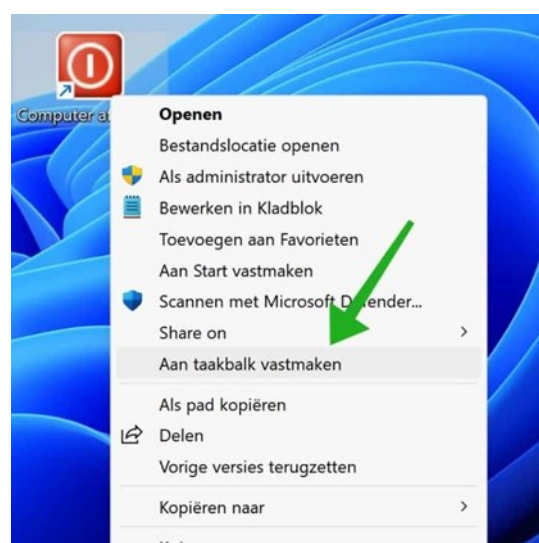 Computer
Openen
Bestandslocatie openen
Als administrator uitvoeren
Bewerken in Kladblok
Toevoegen aan Favorieten
Aan Start vastmaken
Scannen met Microsoft Defender...
Share on
Aan taakbalk vastmaken
Als pad kopiëren
Delen
Vorige versies terugzetten
Kopiëren naar